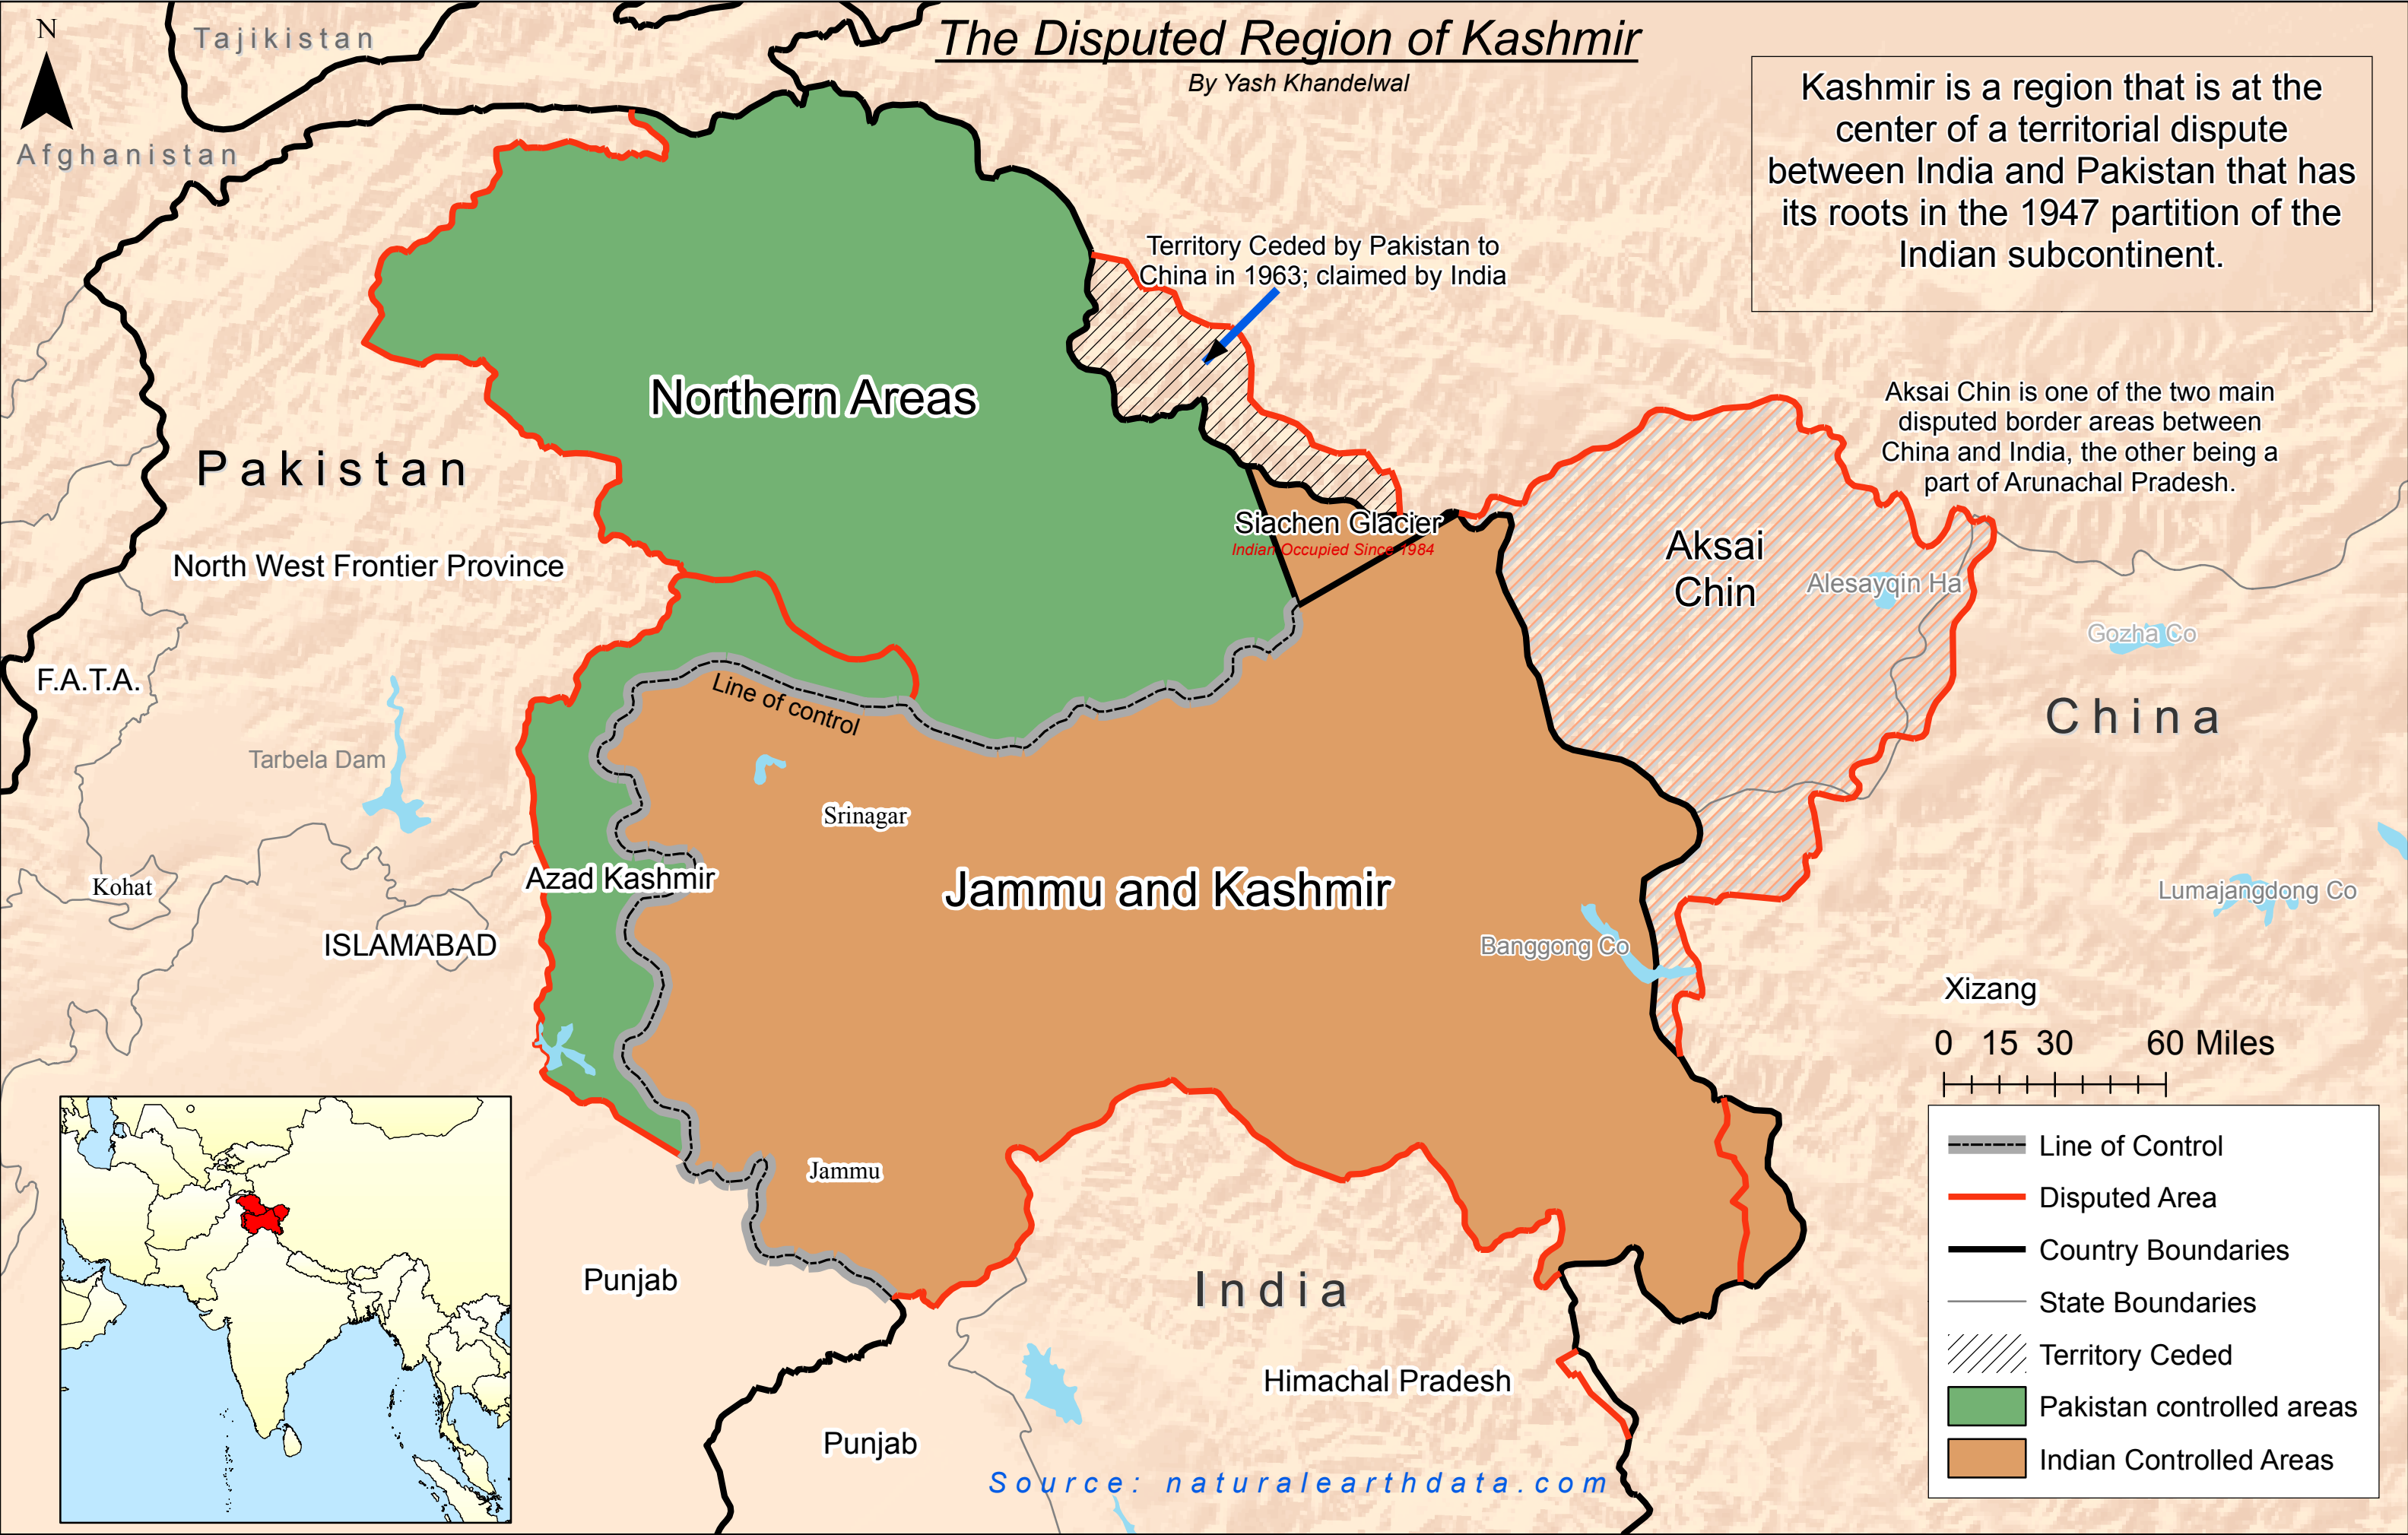 The Disputed Region of Kashmir
By Yash Khandelwal
N
Tajikistan
Afghanistan
Kashmir is a region that is at the
center of a territorial dispute
between India and Pakistan that has
its roots in the 1947 partition of the
Indian subcontinent.
Territory Ceded by Pakistan to
China in 1963; claimed by India
Northern Areas
Aksai Chin is one of the two main
disputed border areas between
China and India, the other being a
part of Arunachal Pradesh.
Pakistan
Siachen Glacier
Indian Occupied Since 1984
Aksai
Chin
North West Frontier Province
Alesayqin Ha
Gozha Co
F.A.T.A.
Line of control
China
Tarbela Dam
Srinagar
Azad Kashmir
Jammu and Kashmir
Kohat
Lumajangdong Co
ISLAMABAD
Banggong Co
Xizang
0 15 30 60 Miles
Jammu
Punjab
India
Himachal Pradesh
Punjab
Source: naturalearthdata.com
Line of Control
Disputed Area
Country Boundaries
State Boundaries
Territory Ceded
Pakistan controlled areas
Indian Controlled Areas